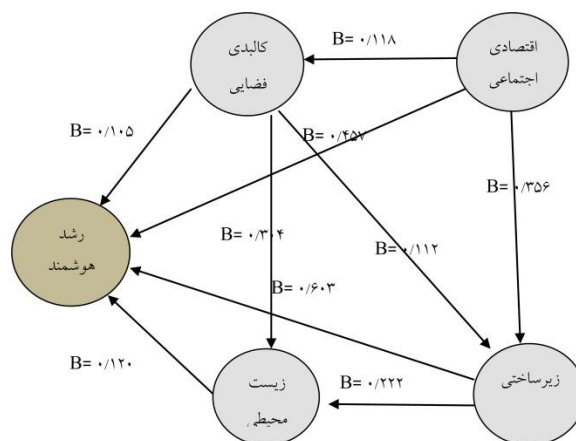 اقتصادی
اجتماعی
B= ۰/۱۱۸
کالبدی
فضایی
B= ۰/۱۰۵
B= ۰/۴۵۷
B= ۰/۳۵۶
رشد
هوشمند
B= ۰/۳۰۴
B= ۰/۱۱۲
B= ۰/۶۰۳
B= ۰/۱۲۰
زیست
محیطی
B= ۰/۲۲۲
زیرساختی